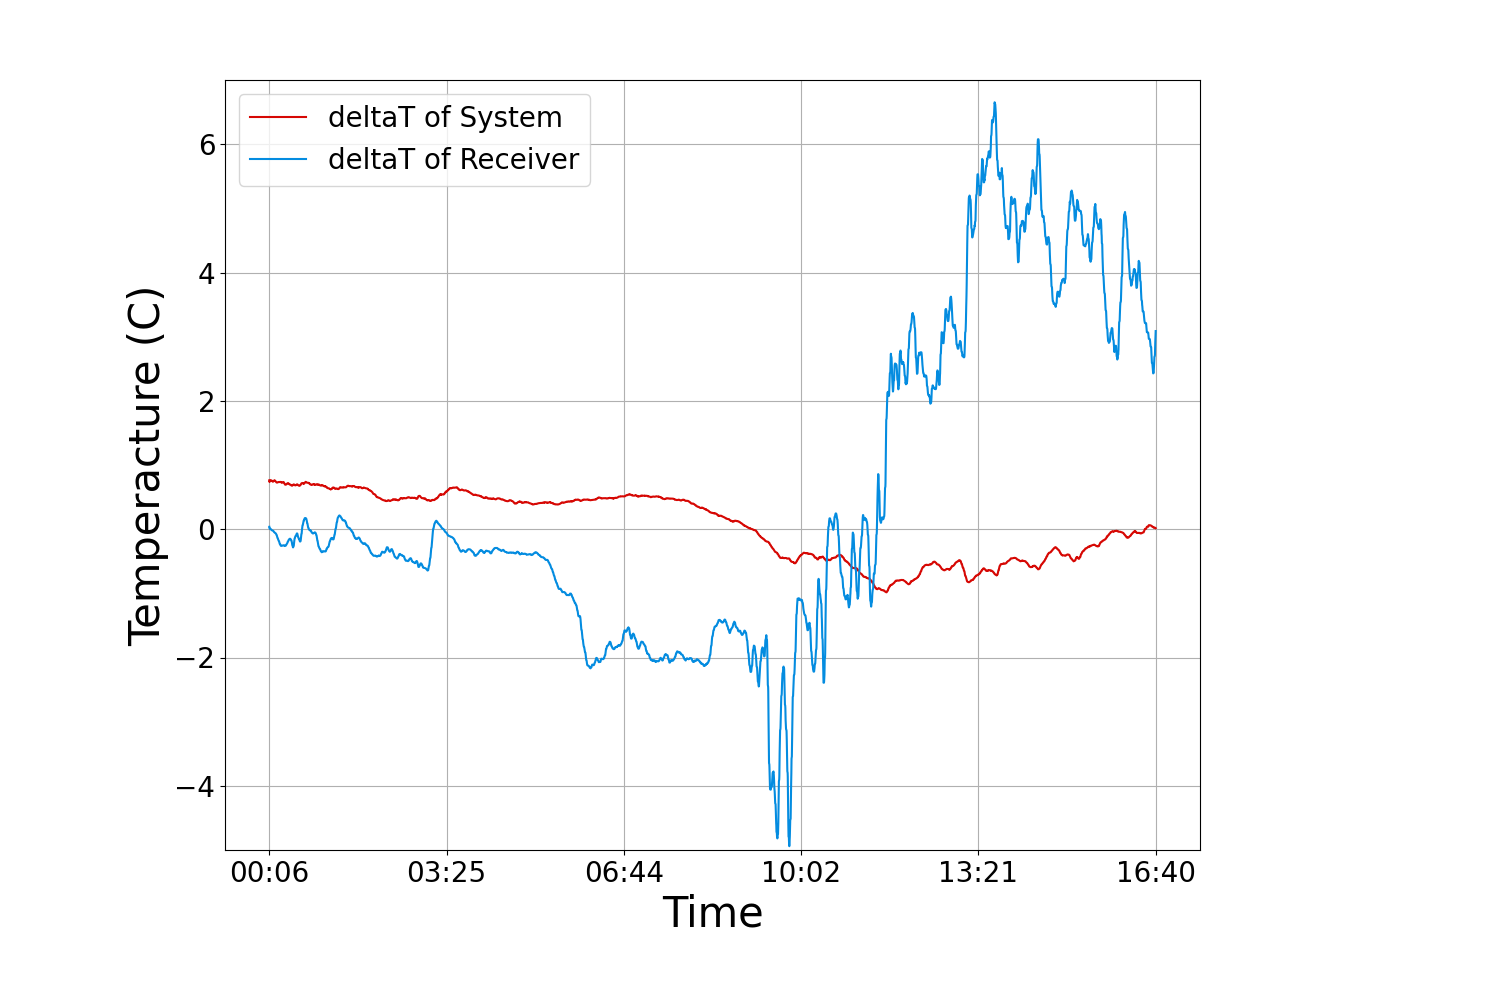 deltaT of System
deltaT of Receiver
6
4
2
0
−2
−4
Temperacture (C)
00:06 03:25 06:44 10:02 13:21 16:40
Time